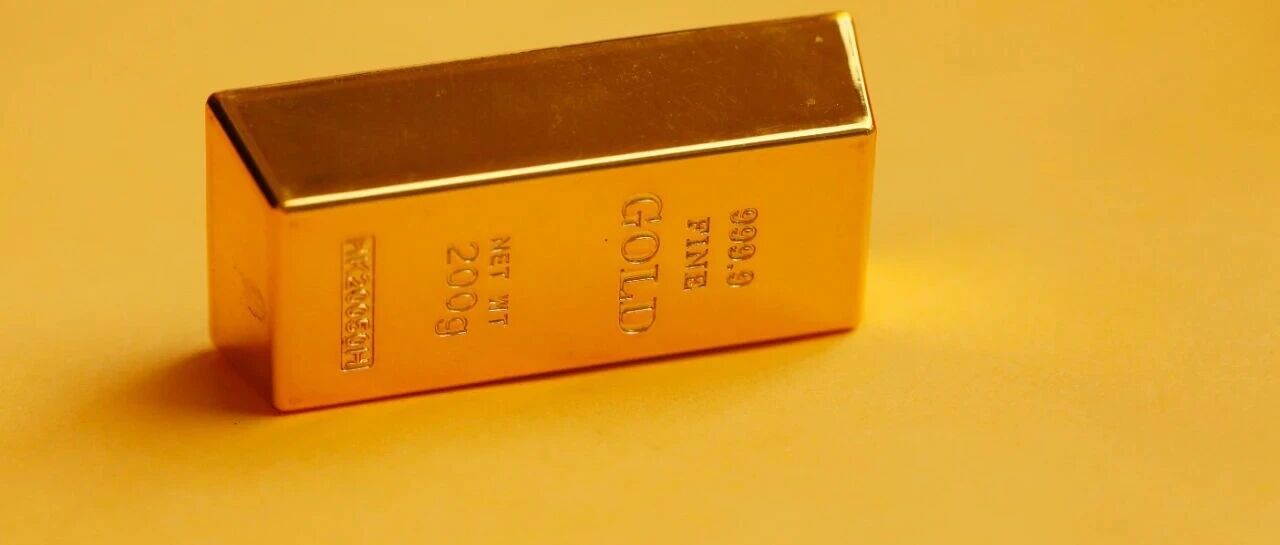 999.9
FINE
GOLD
NET WT
200g